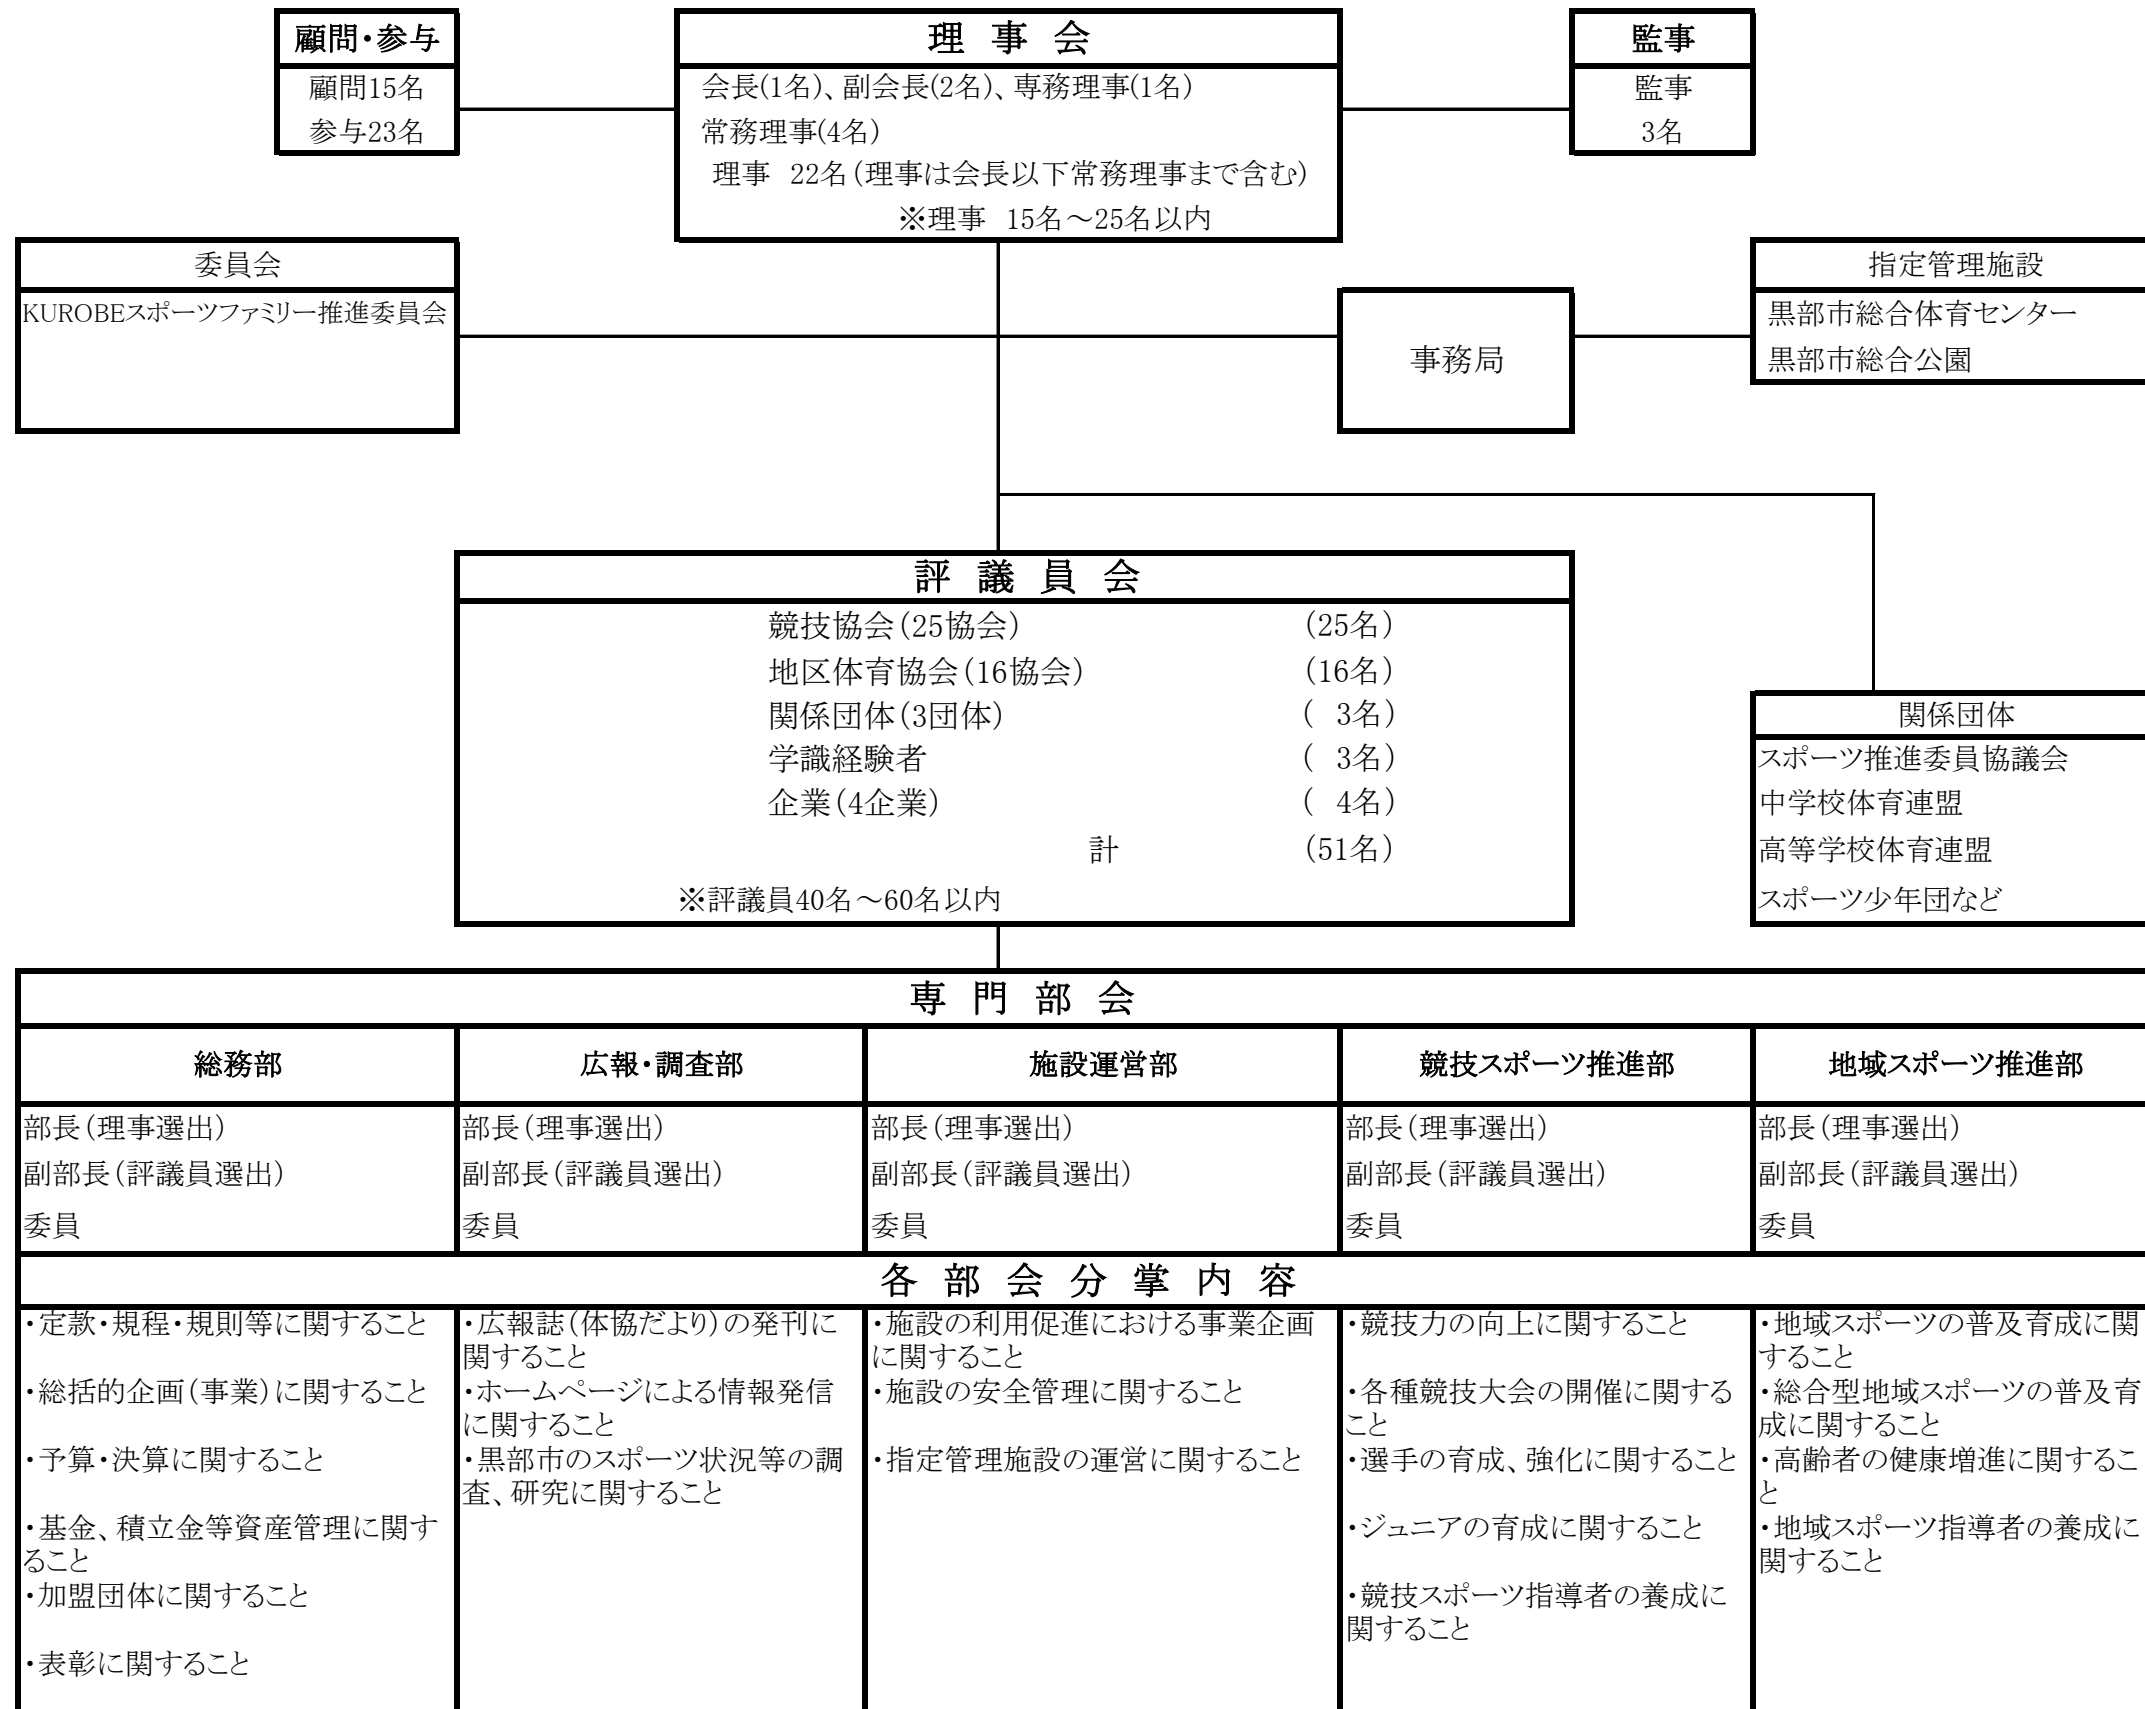 顧問・参与
顧問15名
参与23名
理事会
会長(1名)、副会長(2名)、専務理事(1名)
常務理事(4名)
理事 22名(理事は会長以下常務理事まで含む)
※理事 15名～25名以内
監事
監事
3名
委員会
KUROBEスポーツファミリー推進委員会
事務局
指定管理施設
黒部市総合体育センター
黒部市総合公園
評議員会
競技協会(25協会) (25名)
地区体育協会(16協会) (16名)
関係団体(3団体) ( 3名)
学識経験者 ( 3名)
企業(4企業) ( 4名)
計 (51名)
※評議員40名～60名以内
関係団体
スポーツ推進委員協議会
中学校体育連盟
高等学校体育連盟
スポーツ少年団など
専門部会
総務部
部長(理事選出)
副部長(評議員選出)
委員
広報・調査部
部長(理事選出)
副部長(評議員選出)
委員
施設運営部
部長(理事選出)
副部長(評議員選出)
委員
競技スポーツ推進部
部長(理事選出)
副部長(評議員選出)
委員
地域スポーツ推進部
部長(理事選出)
副部長(評議員選出)
委員
各部会分掌内容
・定款・規程・規則等に関すること
・総括的企画(事業)に関すること
・予算・決算に関すること
・基金、積立金等資産管理に関す
ること
・加盟団体に関すること
・表彰に関すること
・広報誌(体協だより)の発刊に
関すること
・ホームページによる情報発信
に関すること
・黒部市のスポーツ状況等の調
査、研究に関すること
・施設の利用促進における事業企画
に関すること
・施設の安全管理に関すること
・指定管理施設の運営に関すること
・競技力の向上に関すること
・各種競技大会の開催に関する
こと
・選手の育成、強化に関すること
・ジュニアの育成に関すること
・競技スポーツ指導者の養成に
関すること
・地域スポーツの普及育成に関
すること
・総合型地域スポーツの普及育
成に関すること
・高齢者の健康増進に関するこ
と
・地域スポーツ指導者の養成に
関すること